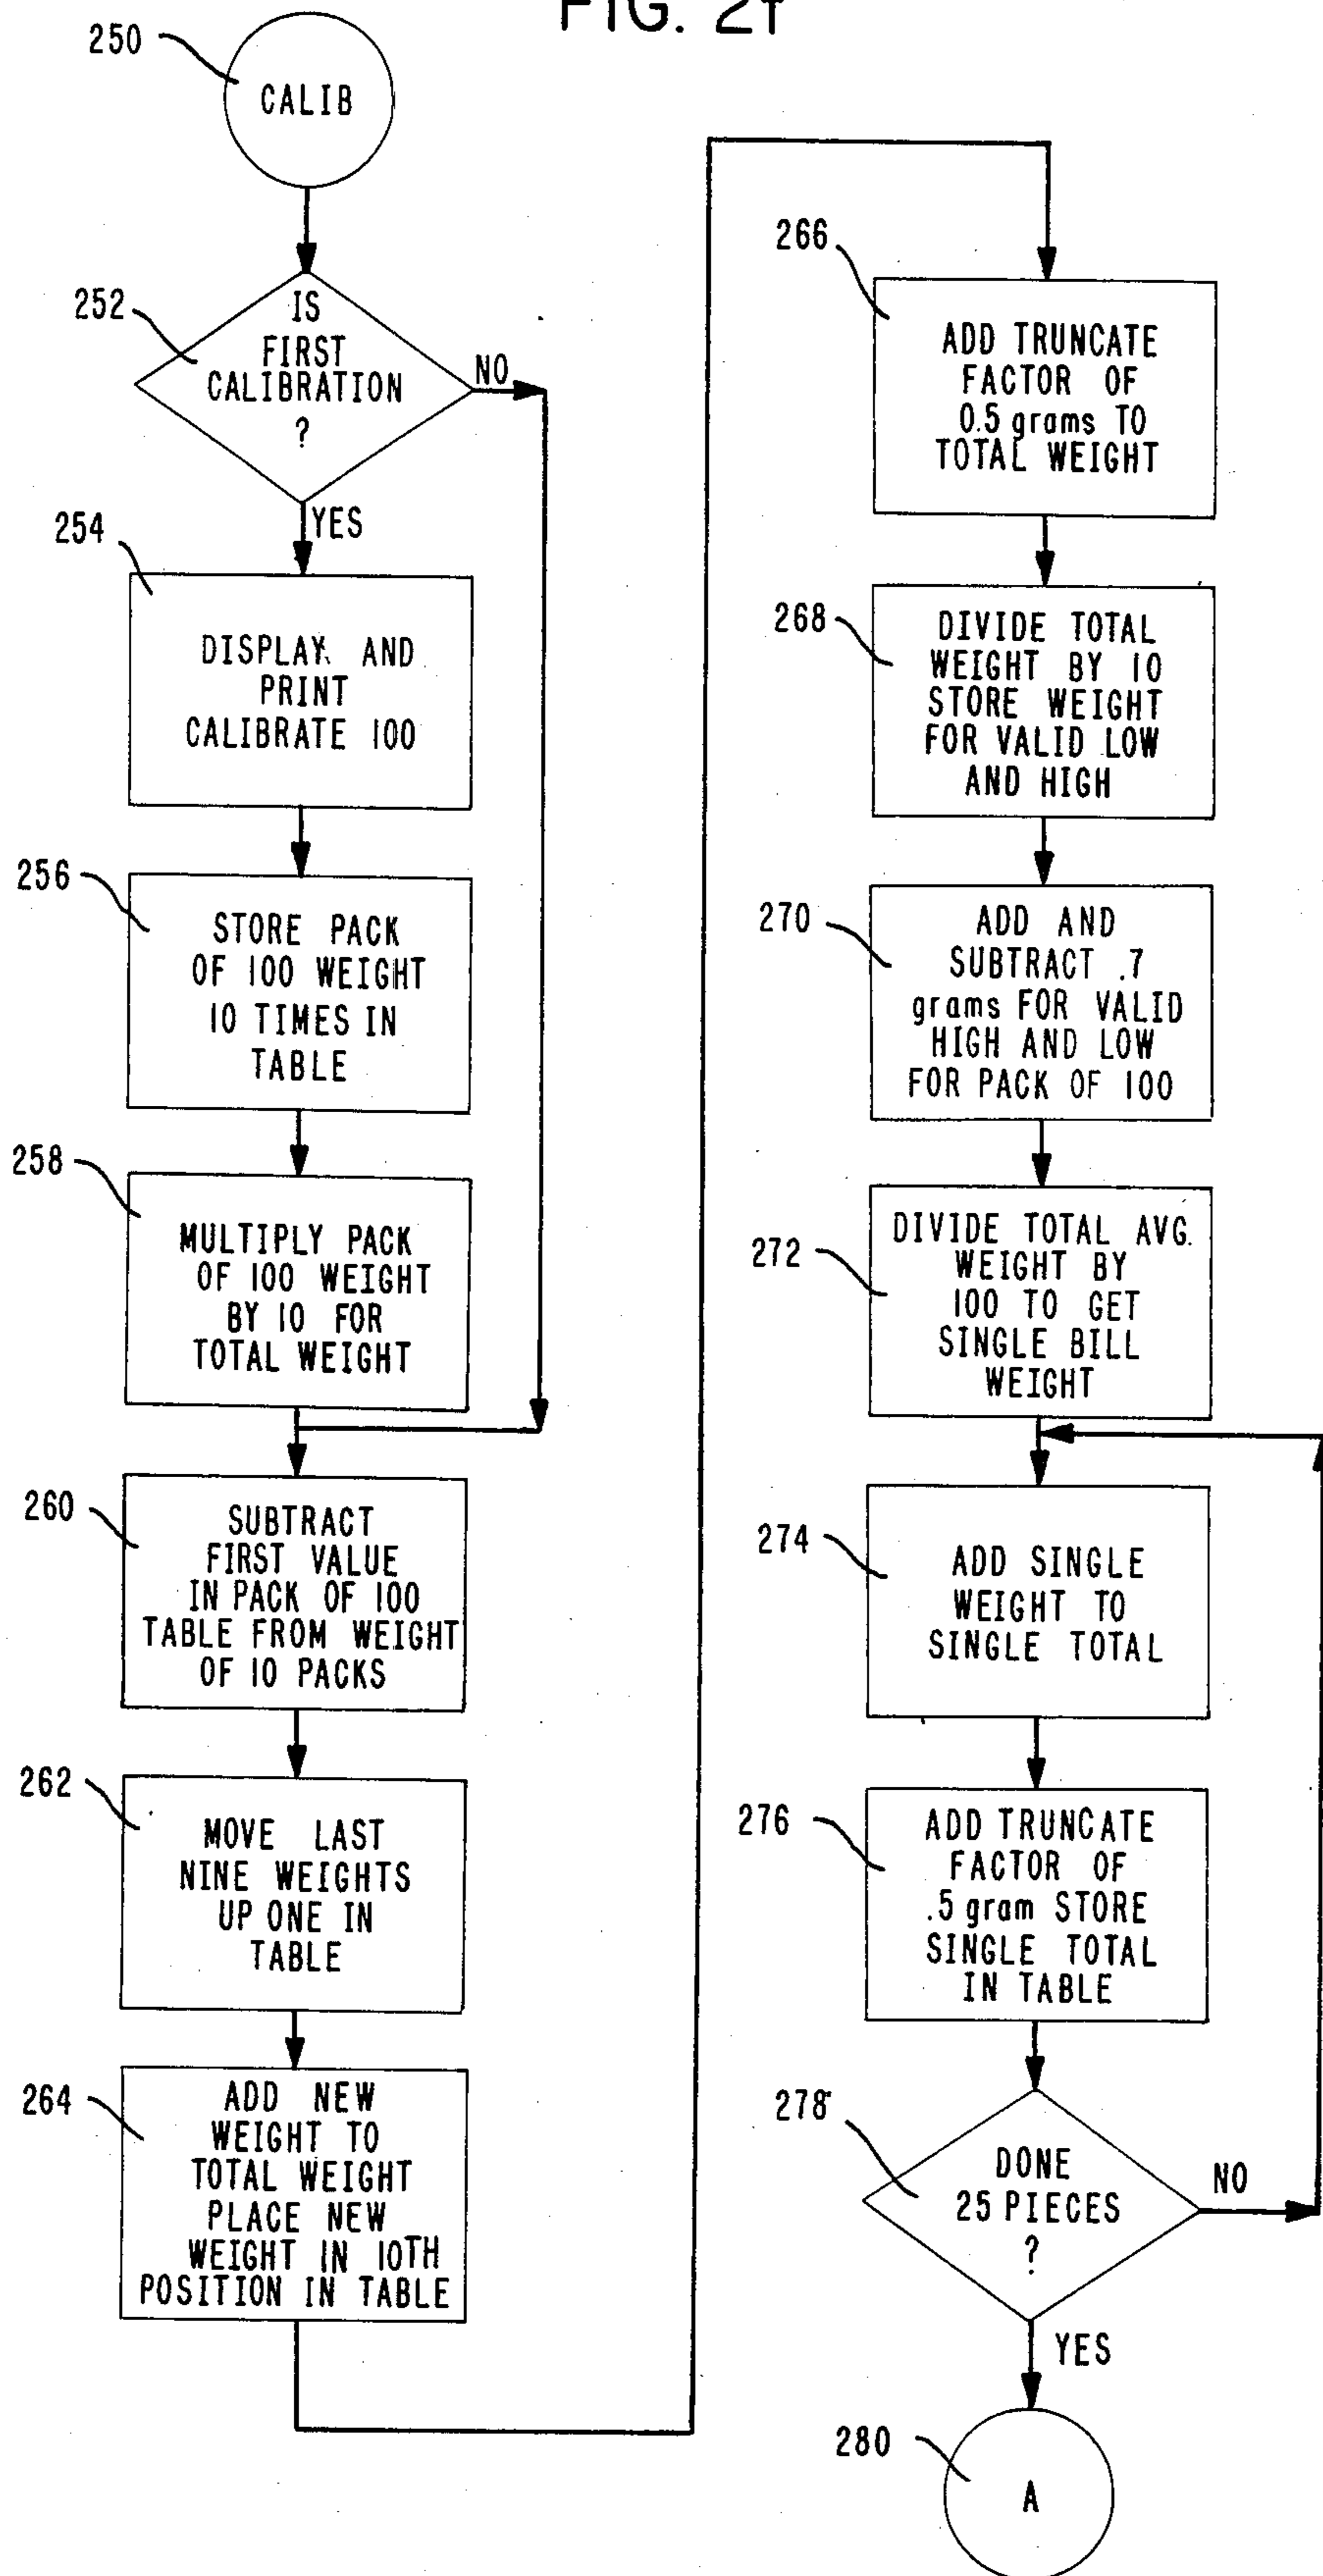 FIG. 2f
250
CALIB
252
IS
FIRST
CALIBRATION
?
NO
YES
254
DISPLAY AND
PRINT
CALIBRATE 100
256
STORE PACK
OF 100 WEIGHT
10 TIMES IN
TABLE
258
MULTIPLY PACK
OF 100 WEIGHT
BY 10 FOR
TOTAL WEIGHT
260
SUBTRACT
FIRST VALUE
IN PACK OF 100
TABLE FROM WEIGHT
OF 10 PACKS
262
MOVE LAST
NINE WEIGHTS
UP ONE IN
TABLE
264
ADD NEW
WEIGHT TO
TOTAL WEIGHT
PLACE NEW
WEIGHT IN 10TH
POSITION IN TABLE
266
ADD TRUNCATE
FACTOR OF
0.5 grams TO
TOTAL WEIGHT
268
DIVIDE TOTAL
WEIGHT BY 10
STORE WEIGHT
FOR VALID LOW
AND HIGH
270
ADD AND
SUBTRACT .7
grams FOR VALID
HIGH AND LOW
FOR PACK OF 100
272
DIVIDE TOTAL AVG.
WEIGHT BY
100 TO GET
SINGLE BILL
WEIGHT
274
ADD SINGLE
WEIGHT TO
SINGLE TOTAL
276
ADD TRUNCATE
FACTOR OF
.5 gram STORE
SINGLE TOTAL
IN TABLE
278
DONE
25 PIECES
?
NO
YES
280
A